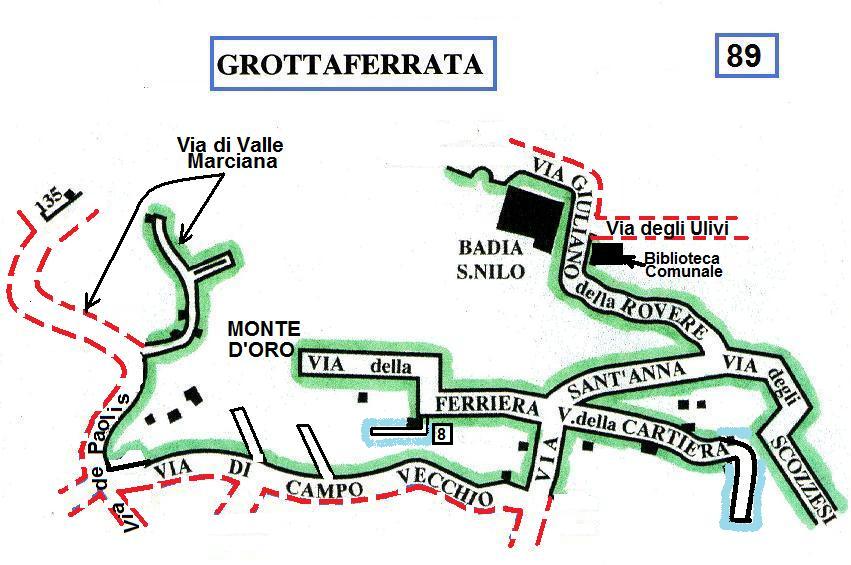 GROTTAFERRATA
89
Via di Valle
Marciana
135
VIA GIULIANO della ROVERE
Via degli Ulivi
BADIA
S.NILO
Biblioteca
Comunale
MONTE
D'ORO
VIA della FERRIERA
SANT'ANNA
VIA degli SCOZZESI
V.della CARTIERA
8
VIA
Via de Paolis
VIA DI CAMPO VECCHIO